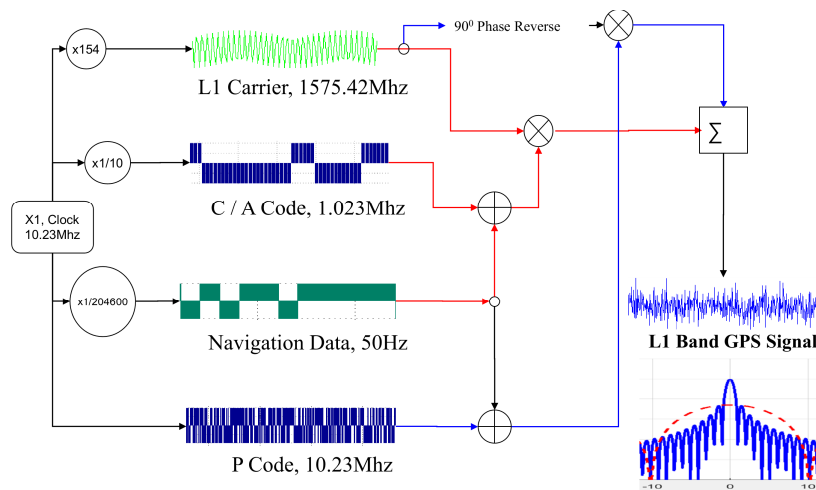 x154
90⁰ Phase Reverse
L1 Carrier, 1575.42Mhz
Σ
x1/10
C / A Code, 1.023Mhz
X1, Clock
10.23Mhz
x1/204600
Navigation Data, 50Hz
L1 Band GPS Signal
P Code, 10.23Mhz
-10 0 10